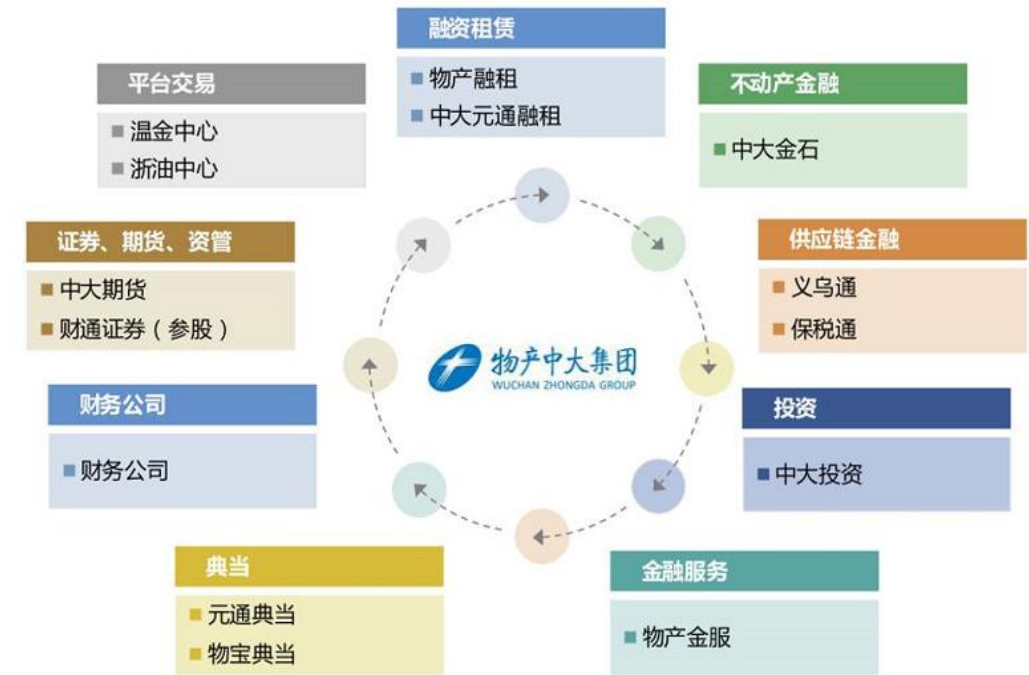 融资租赁
物产融租
中大元通融租
平台交易
温金中心
浙油中心
不动产金融
中大金石
证券、期货、资管
中大期货
财通证券（参股）
供应链金融
义乌通
保税通
物产中大集团
WUCHAN ZHONGDA GROUP
财务公司
财务公司
投资
中大投资
典当
元通典当
物宝典当
金融服务
物产金服